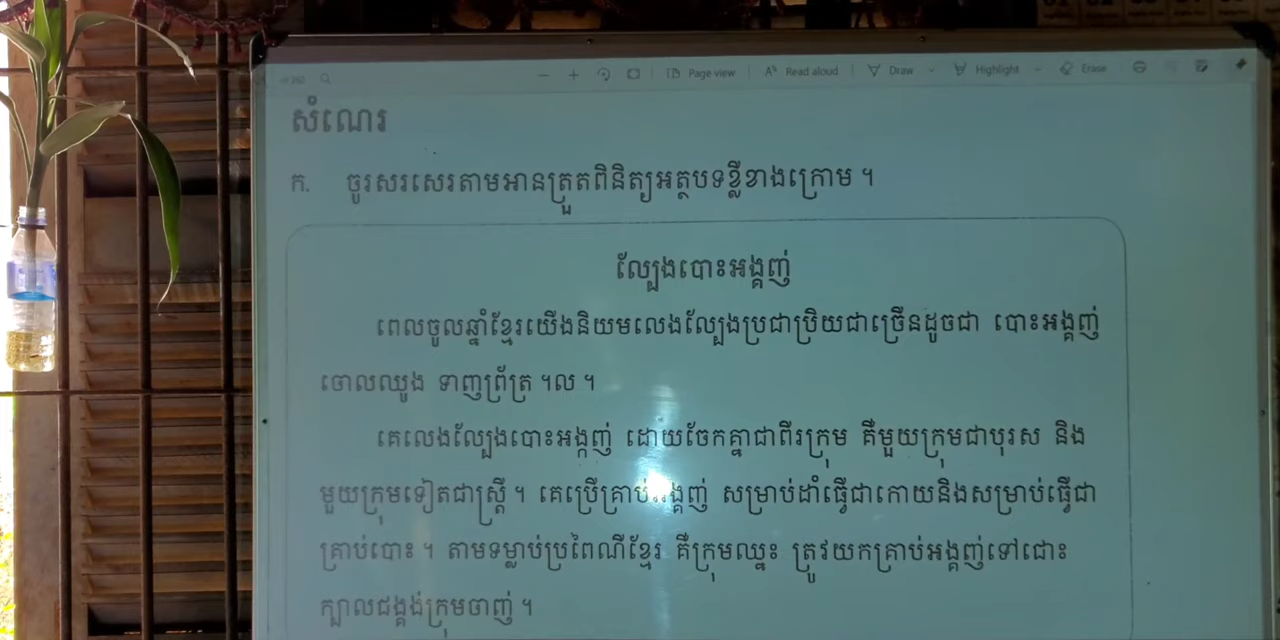 Page view Read aloud Draw Highlight Erase
សំណេរ
ក. ចូរសរសេរតាមអានត្រួតពិនិត្យអត្ថបទខ្លីខាងក្រោម ។
ល្បែងបោះអង្គញ់
ពេលចូលឆ្នាំខ្មែរយើងនិយមលេងល្បែងប្រជាប្រិយជាច្រើនដូចជា បោះអង្គញ់
ចោលឈូង ទាញព្រ័ត្រ ។ល ។
គេលេងល្បែងបោះអង្គញ់ ដោយចែកគ្នាជាពីរក្រុម គឺមួយក្រុមជាបុរស និង
មួយក្រុមទៀតជាស្ត្រី ។ គេប្រើគ្រាប់អង្គញ់ សម្រាប់ដាំធ្វើជាកោយនិងសម្រាប់ធ្វើជា
គ្រាប់បោះ ។ តាមទម្លាប់ប្រពៃណីខ្មែរ គឺក្រុមឈ្នះ ត្រូវយកគ្រាប់អង្គញ់ទៅជោះ
ក្បាលជង្គង់ក្រុមចាញ់ ។